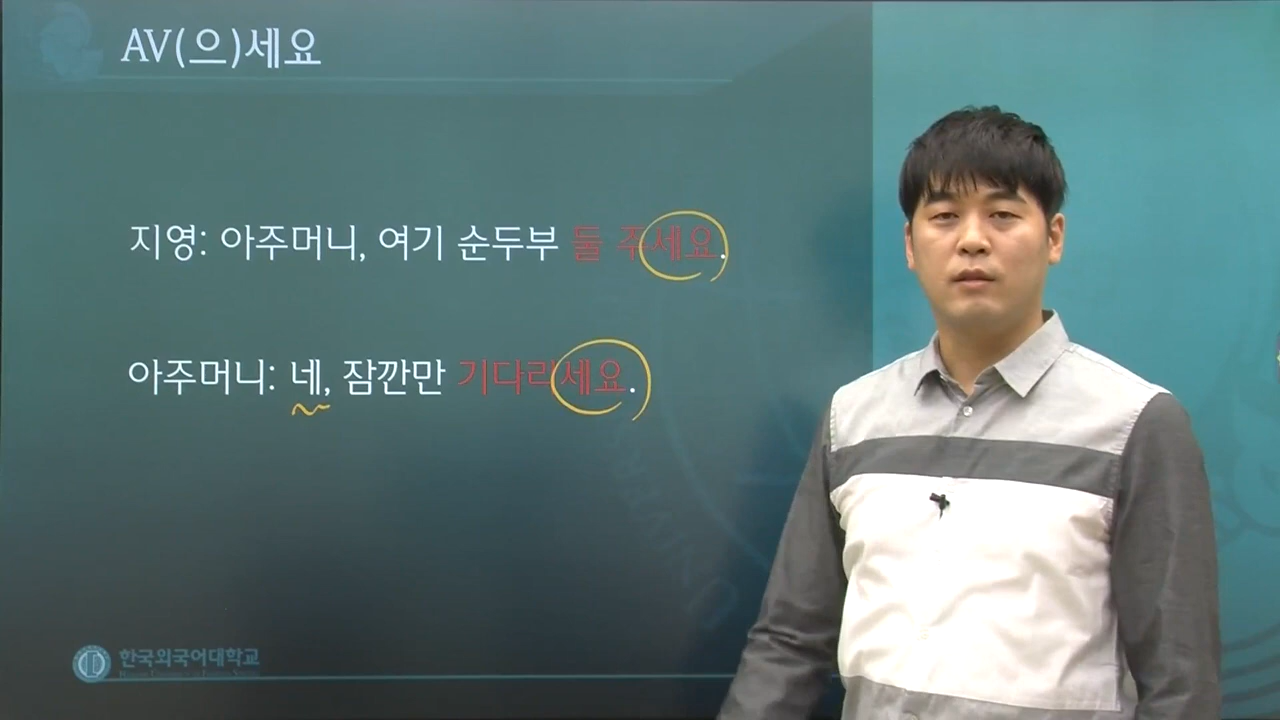 AV(으)세요
지영: 아주머니, 여기 순두부 둘 주세요.
아주머니: 네, 잠깐만 기다리세요.
한국외국어대학교